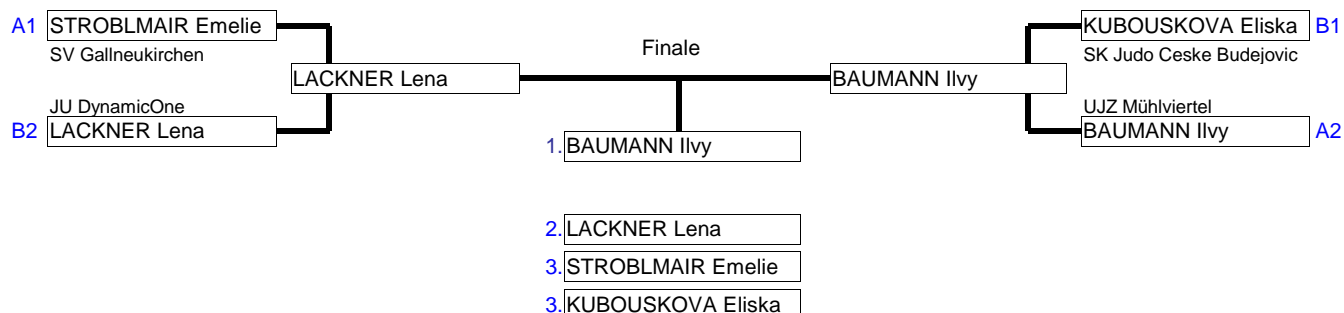 A1 STROBLMAIR Emelie
SV Gallneukirchen
LACKNER Lena
JU DynamicOne
B2 LACKNER Lena
Finale
KUBOUSKOVA Eliska B1
SK Judo Ceske Budejovic
BAUMANN Ilvy
UJZ Mühlviertel
BAUMANN Ilvy A2
1. BAUMANN Ilvy
2. LACKNER Lena
3. STROBLMAIR Emelie
3. KUBOUSKOVA Eliska